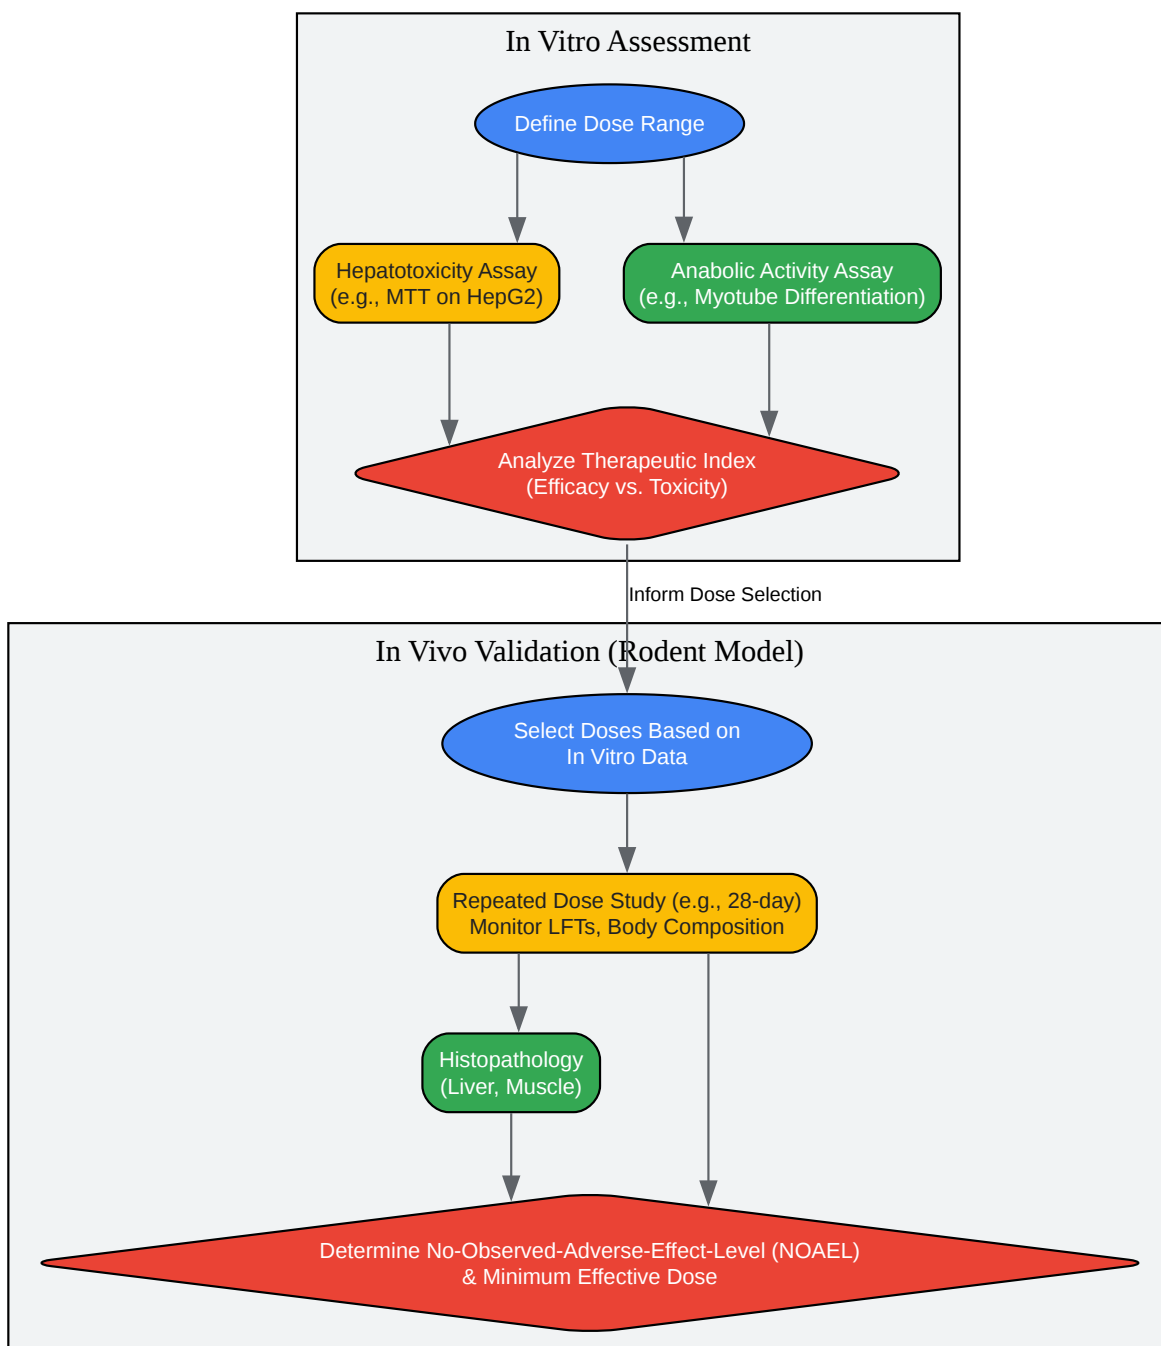 In Vitro Assessment
Define Dose Range
Hepatotoxicity Assay
(e.g., MTT on HepG2)
Anabolic Activity Assay
(e.g., Myotube Differentiation)
Analyze Therapeutic Index
(Efficacy vs. Toxicity)
Inform Dose Selection
In Vivo Validation (Rodent Model)
Select Doses Based on
In Vitro Data
Repeated Dose Study (e.g., 28-day)
Monitor LFTs, Body Composition
Histopathology
(Liver, Muscle)
Determine No-Observed-Adverse-Effect-Level (NOAEL)
& Minimum Effective Dose